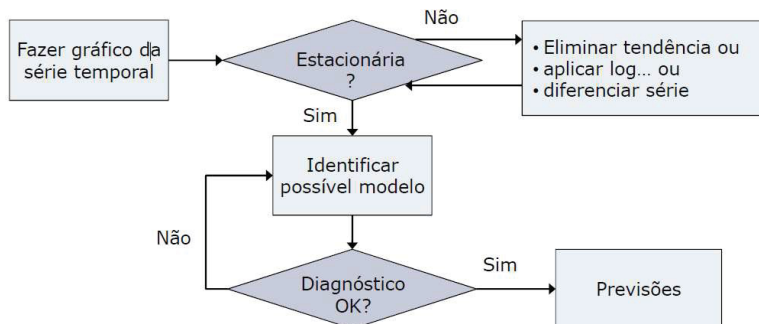 Fazer gráfico da
série temporal
Estacionária
?
Não
• Eliminar tendência ou
• aplicar log... ou
• diferenciar série
Sim
Identificar
possível modelo
Não
Diagnóstico
OK?
Sim
Previsões